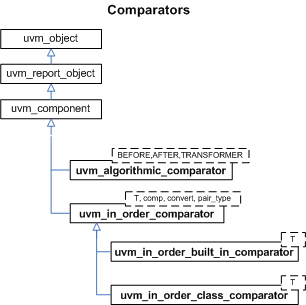 Comparators
uvm_object
uvm_report_object
uvm_component
BEFORE,AFTER,TRANSFORMER
uvm_algorithmic_comparator
T, comp, convert, pair_type
uvm_in_order_comparator
T
uvm_in_order_built_in_comparator
T
uvm_in_order_class_comparator